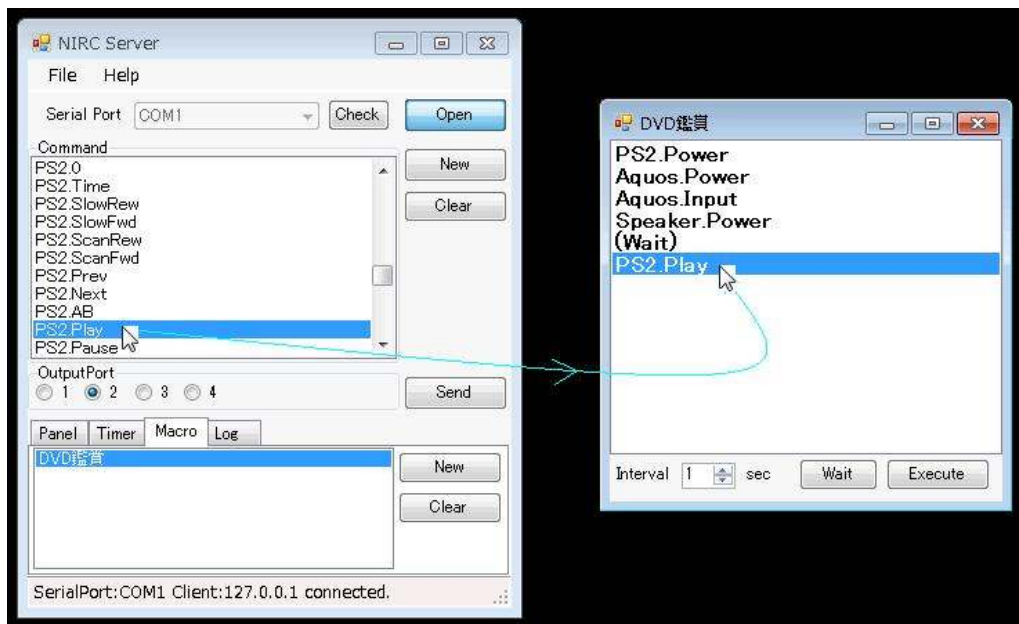 NIRC Server
File Help
Serial Port COM1 Check Open
Command
PS2.0
PS2.Time
PS2.SlowRew
PS2.SlowFwd
PS2.ScanRew
PS2.ScanFwd
PS2.Prev
PS2.Next
PS2.AB
PS2.Play
PS2.Pause
New
Clear
OutputPort
1 2 3 4
Send
Panel Timer Macro Log
DVD鑑賞
New
Clear
SerialPort:COM1 Client:127.0.0.1 connected.
DVD鑑賞
PS2.Power
Aquos.Power
Aquos.Input
Speaker.Power
(Wait)
PS2.Play
Interval 1 sec Wait Execute